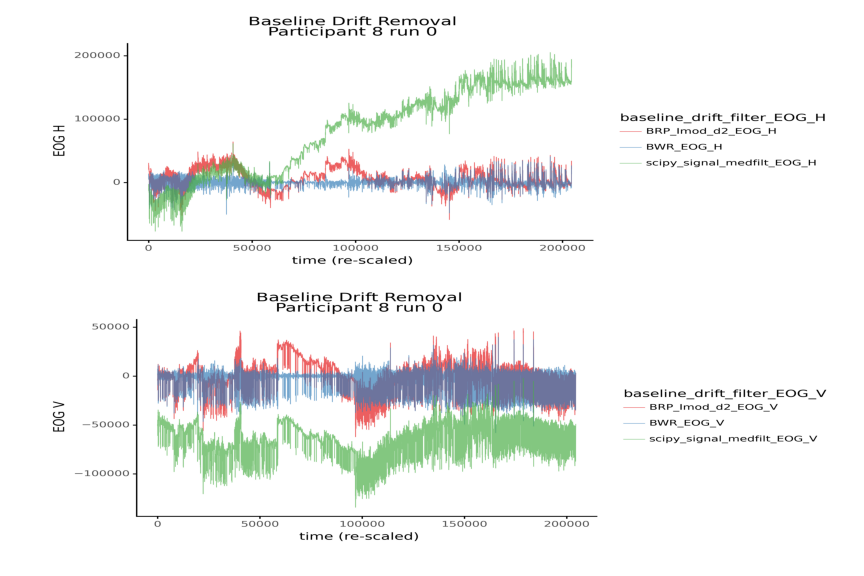 Baseline Drift Removal
Participant 8 run 0
200000
100000
0
EOG H
0
50000
100000
150000
200000
time (re-scaled)
baseline_drift_filter_EOG_H
BRP_lmod_d2_EOG_H
BWR_EOG_H
scipy_signal_medfilt_EOG_H
Baseline Drift Removal
Participant 8 run 0
50000
0
−50000
−100000
EOG V
0
50000
100000
150000
200000
time (re-scaled)
baseline_drift_filter_EOG_V
BRP_lmod_d2_EOG_V
BWR_EOG_V
scipy_signal_medfilt_EOG_V